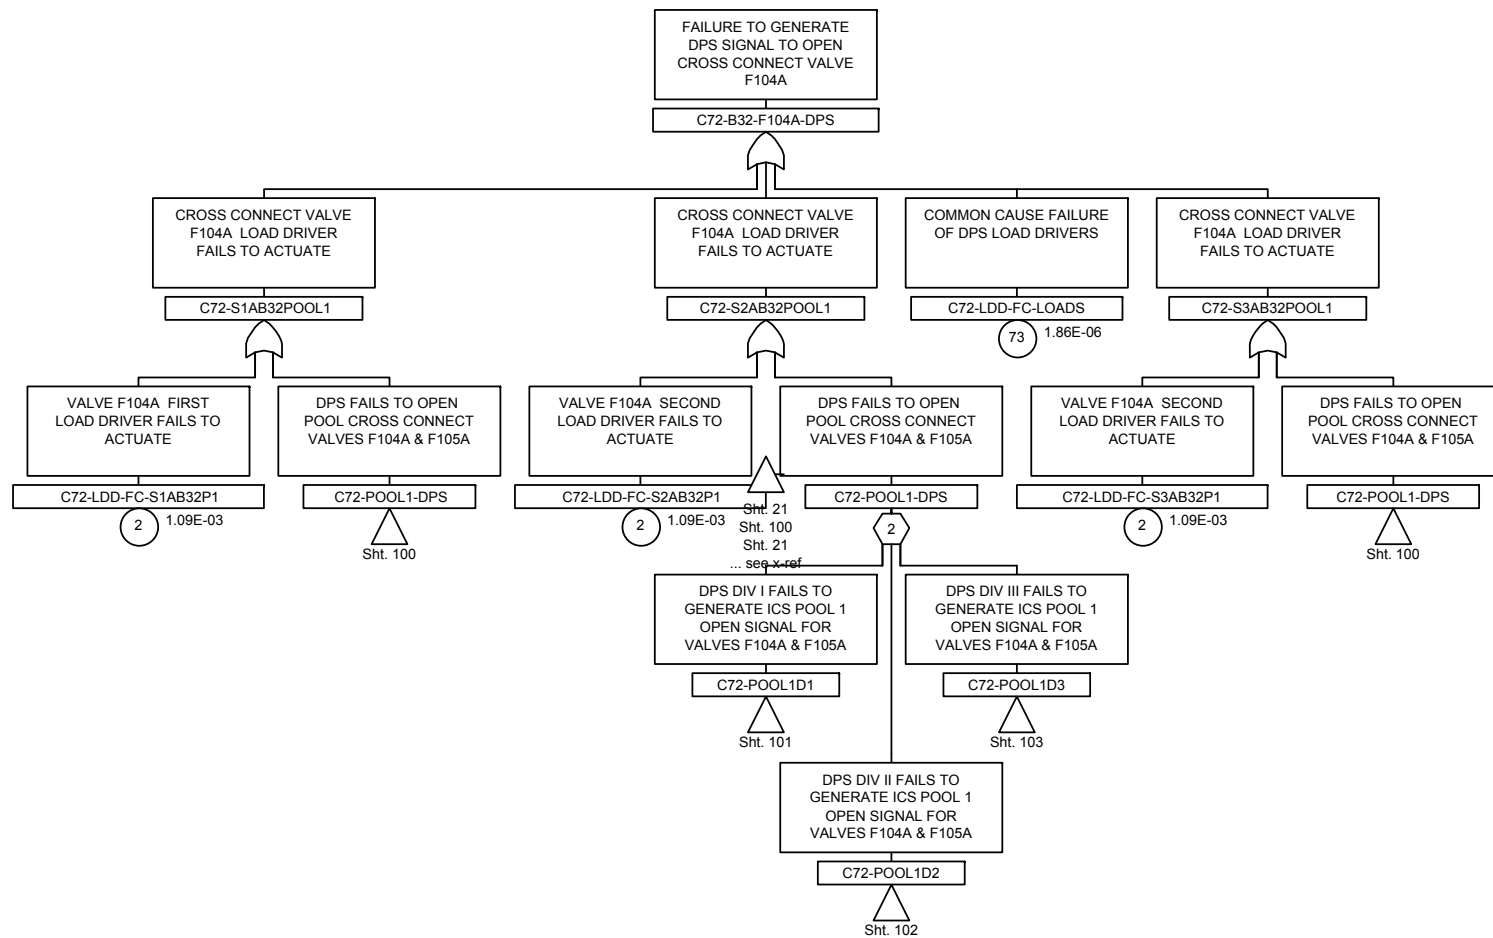 FAILURE TO GENERATE
DPS SIGNAL TO OPEN
CROSS CONNECT VALVE
F104A
C72-B32-F104A-DPS
CROSS CONNECT VALVE
F104A LOAD DRIVER
FAILS TO ACTUATE
C72-S1AB32POOL1
CROSS CONNECT VALVE
F104A LOAD DRIVER
FAILS TO ACTUATE
C72-S2AB32POOL1
COMMON CAUSE FAILURE
OF DPS LOAD DRIVERS
C72-LDD-FC-LOADS
73
1.86E-06
CROSS CONNECT VALVE
F104A LOAD DRIVER
FAILS TO ACTUATE
C72-S3AB32POOL1
VALVE F104A FIRST
LOAD DRIVER FAILS TO
ACTUATE
C72-LDD-FC-S1AB32P1
2
1.09E-03
DPS FAILS TO OPEN
POOL CROSS CONNECT
VALVES F104A & F105A
C72-POOL1-DPS
Sht. 100
VALVE F104A SECOND
LOAD DRIVER FAILS TO
ACTUATE
C72-LDD-FC-S2AB32P1
2
1.09E-03
Sht. 21
Sht. 100
Sht. 21
... see x-ref
DPS FAILS TO OPEN
POOL CROSS CONNECT
VALVES F104A & F105A
C72-POOL1-DPS
2
VALVE F104A SECOND
LOAD DRIVER FAILS TO
ACTUATE
C72-LDD-FC-S3AB32P1
2
1.09E-03
DPS FAILS TO OPEN
POOL CROSS CONNECT
VALVES F104A & F105A
C72-POOL1-DPS
Sht. 100
DPS DIV I FAILS TO
GENERATE ICS POOL 1
OPEN SIGNAL FOR
VALVES F104A & F105A
C72-POOL1D1
Sht. 101
DPS DIV III FAILS TO
GENERATE ICS POOL 1
OPEN SIGNAL FOR
VALVES F104A & F105A
C72-POOL1D3
Sht. 103
DPS DIV II FAILS TO
GENERATE ICS POOL 1
OPEN SIGNAL FOR
VALVES F104A & F105A
C72-POOL1D2
Sht. 102